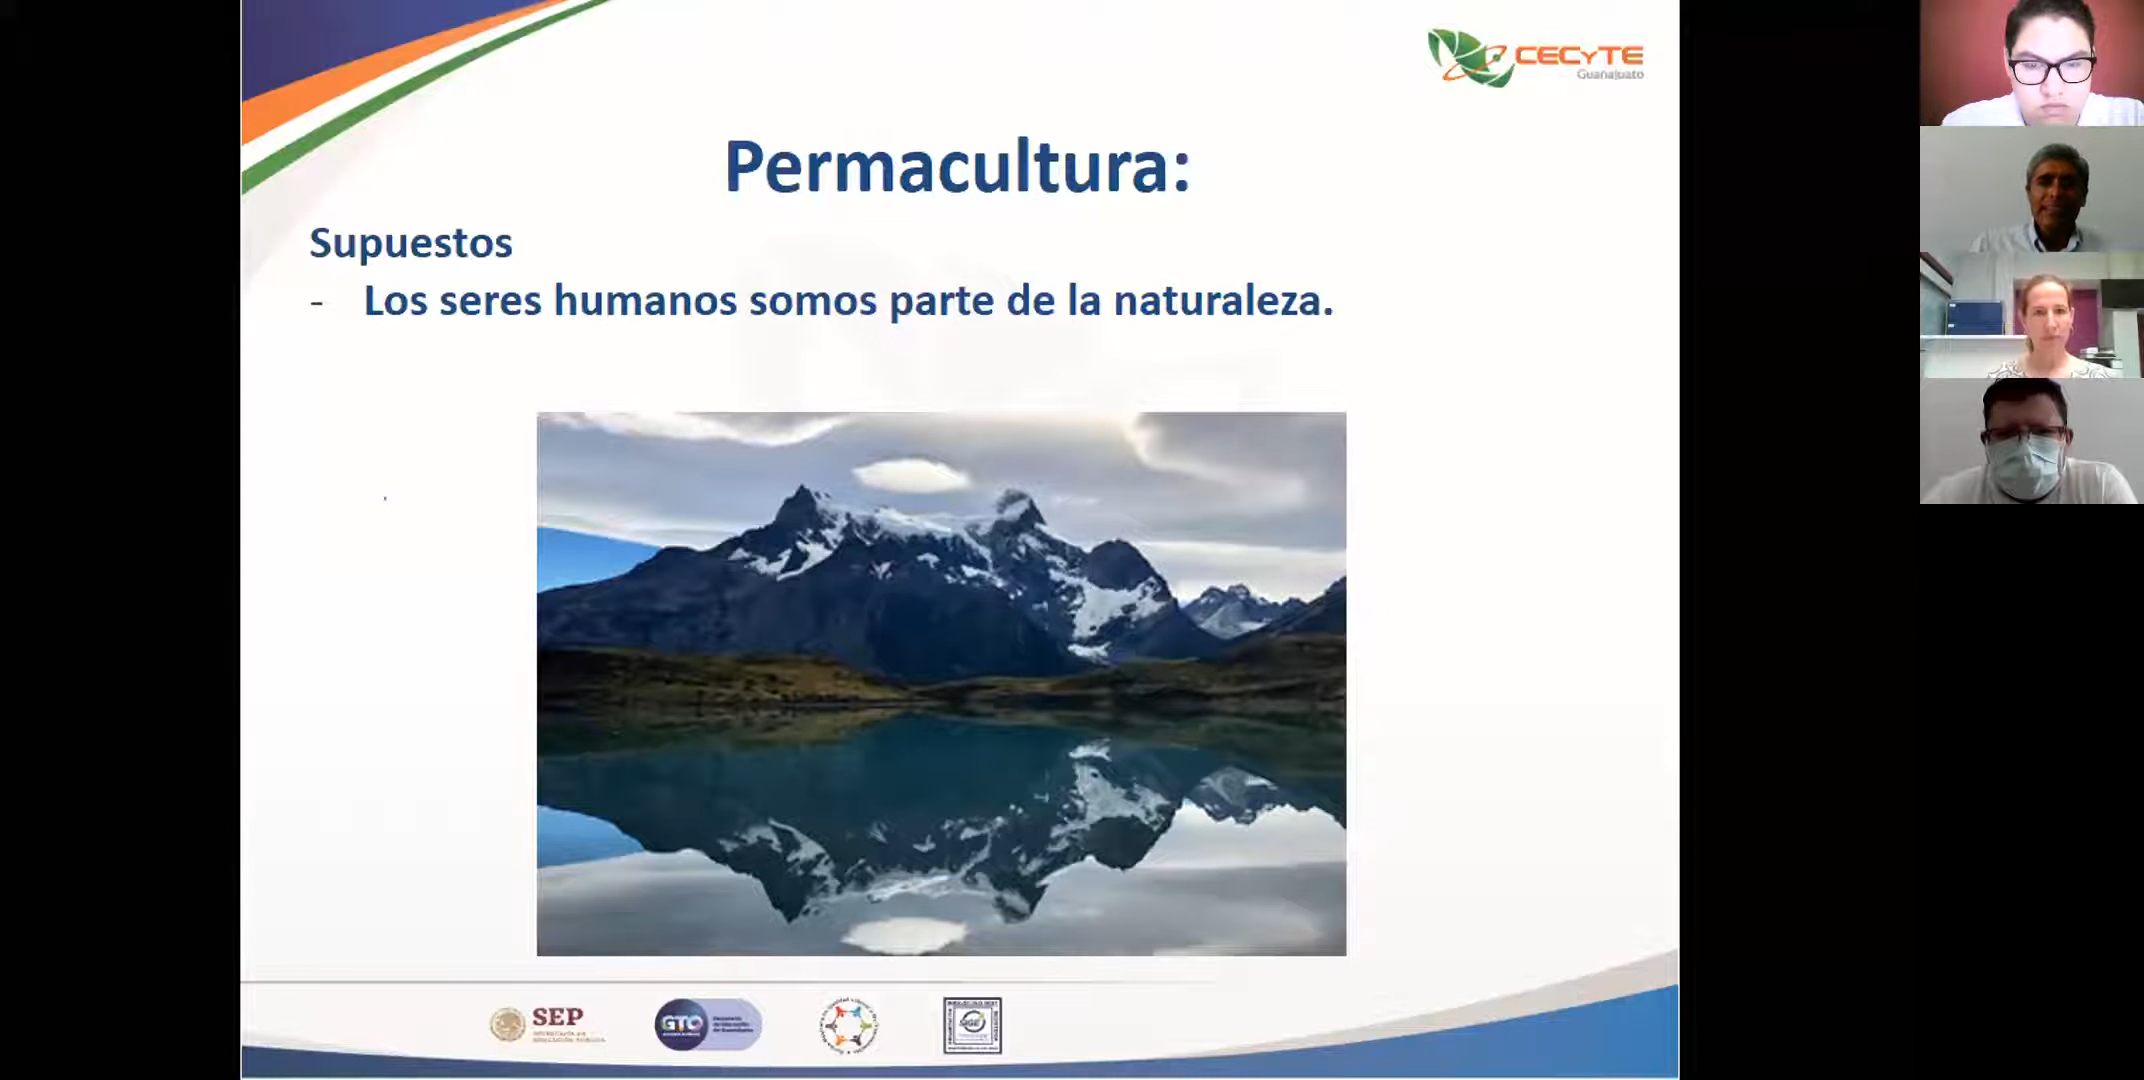 CECyTE
Guanajuato
Permacultura:
Supuestos
- Los seres humanos somos parte de la naturaleza.
SEP
GTO